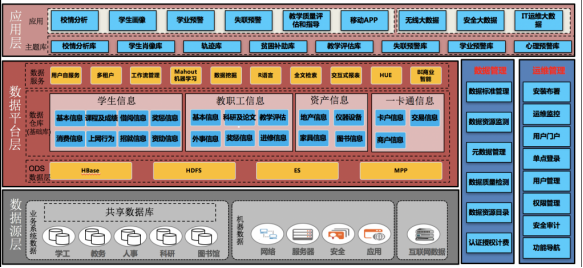 应用层
应用
校情分析
学生画像
学业预警
失联预警
教学质量评估和指导
移动APP
无线大数据
安全大数据
IT运维大数据
主题库
校情分析库
学生肖像库
轨迹库
贫困补助库
教学评估库
失联预警库
学业预警库
心理预警库
数据平台层
数据服务
用户自服务
多租户
工作流管理
Mahout机器学习
数据挖掘
R语言
全文检索
交互式报表
HUE
BI商业智能
数据仓库(基础库)
学生信息
基本信息
课程及成绩
借阅信息
奖惩信息
消费信息
上网行为
招就信息
资助信息
教职工信息
基本信息
科研及论文
教学评估
外事信息
奖惩信息
进修信息
资产信息
地产信息
仪器设备
家具信息
图书信息
一卡通信息
卡户信息
交易信息
商户信息
ODS数据层
HBase
HDFS
ES
MPP
数据源层
业务系统数据
共享数据库
学工
教务
人事
科研
图书馆
机器数据
网络
服务器
安全
应用
互联网数据
数据管理
数据标准管理
数据资源监测
元数据管理
数据质量检测
数据资源目录
认证授权计费
运维管理
安装布署
运维监控
用户门户
单点登录
用户管理
权限管理
安全审计
功能导航